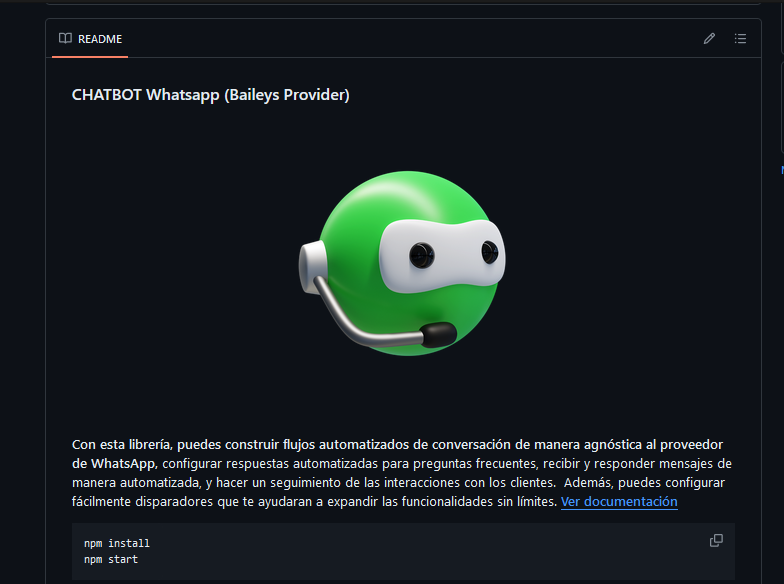 README
CHATBOT Whatsapp (Baileys Provider)
Con esta librería, puedes construir flujos automatizados de conversación de manera agnóstica al proveedor
de WhatsApp, configurar respuestas automatizadas para preguntas frecuentes, recibir y responder mensajes de
manera automatizada, y hacer un seguimiento de las interacciones con los clientes. Además, puedes configurar
fácilmente disparadores que te ayudaran a expandir las funcionalidades sin límites. Ver documentación
npm install
npm start